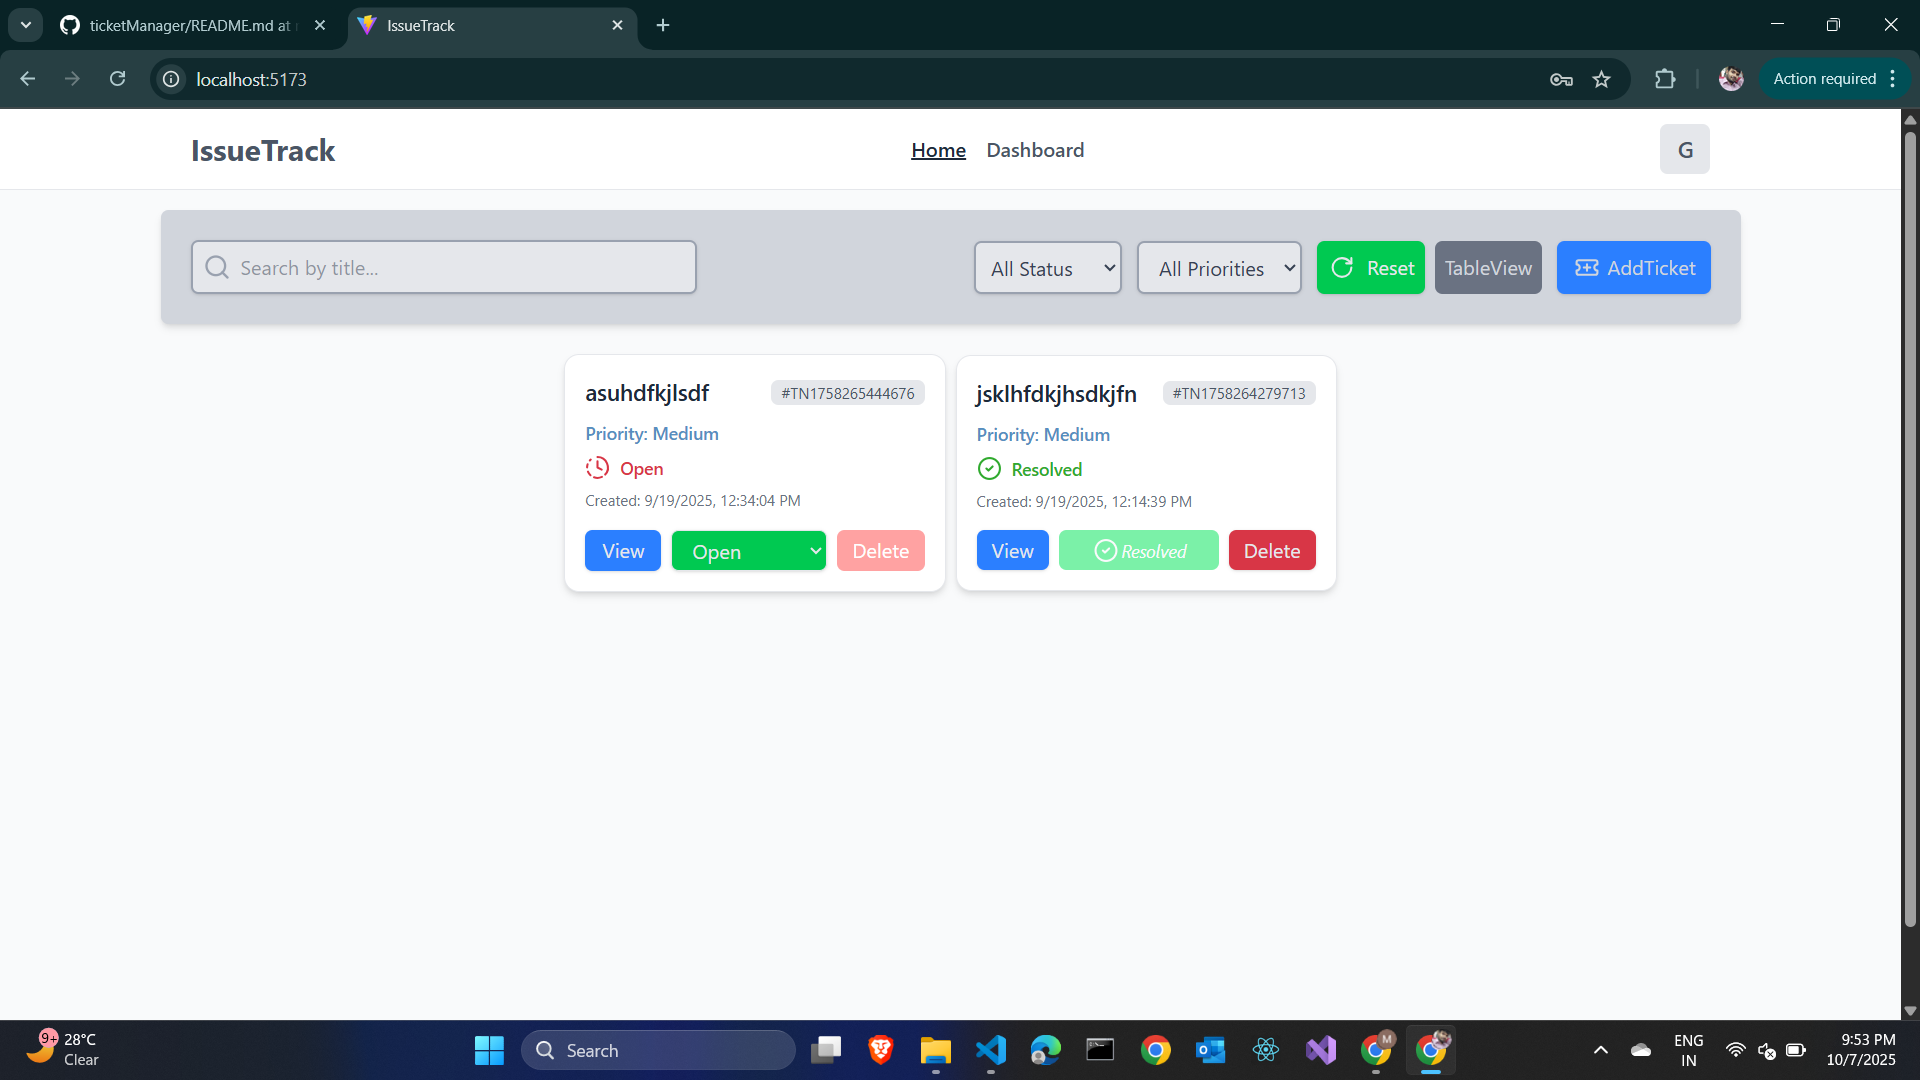 ticketManager/README.md at
IssueTrack
localhost:5173
Action required
IssueTrack
Home
Dashboard
G
Search by title...
All Status
All Priorities
Reset
TableView
AddTicket
asuhdfkjlsdf
#TN1758265444676
Priority: Medium
Open
Created: 9/19/2025, 12:34:04 PM
View
Open
Delete
jsklhfdkjhsdkjfn
#TN1758264279713
Priority: Medium
Resolved
Created: 9/19/2025, 12:14:39 PM
View
Resolved
Delete
9+
28°C
Clear
Search
M
ENG
IN
9:53 PM
10/7/2025